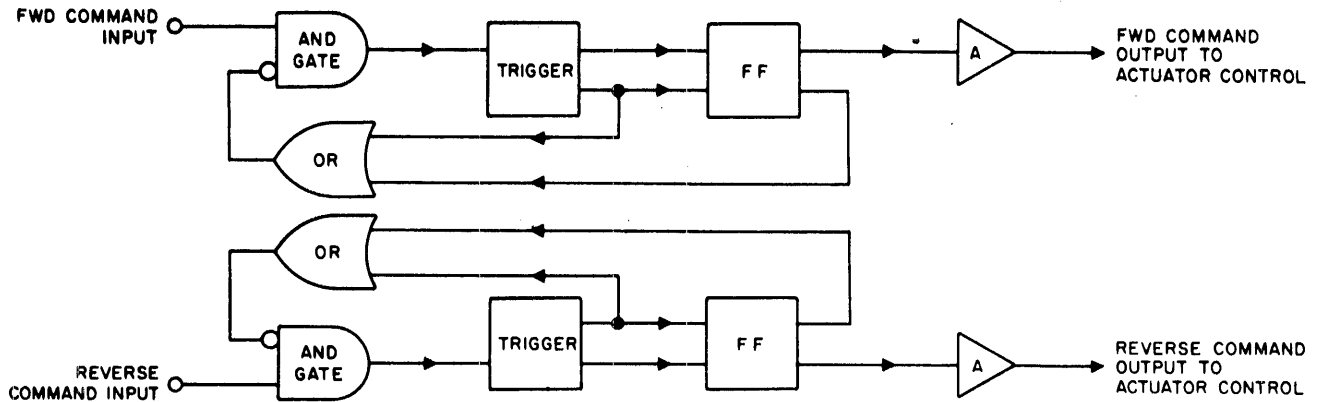 FWD COMMAND
INPUT
AND
GATE
TRIGGER
FF
A
FWD COMMAND
OUTPUT TO
ACTUATOR CONTROL
OR
OR
REVERSE
COMMAND INPUT
AND
GATE
TRIGGER
FF
A
REVERSE COMMAND
OUTPUT TO
ACTUATOR CONTROL